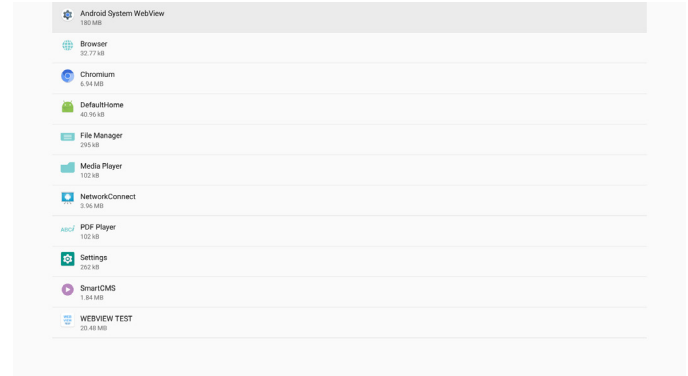 Android System WebView
180 MB
Browser
32.77 kB
Chromium
6.94 MB
DefaultHome
40.96 kB
File Manager
295 kB
Media Player
102 kB
NetworkConnect
3.96 MB
PDF Player
102 kB
Settings
262 kB
SmartCMS
1.84 MB
WEBVIEW TEST
20.48 MB